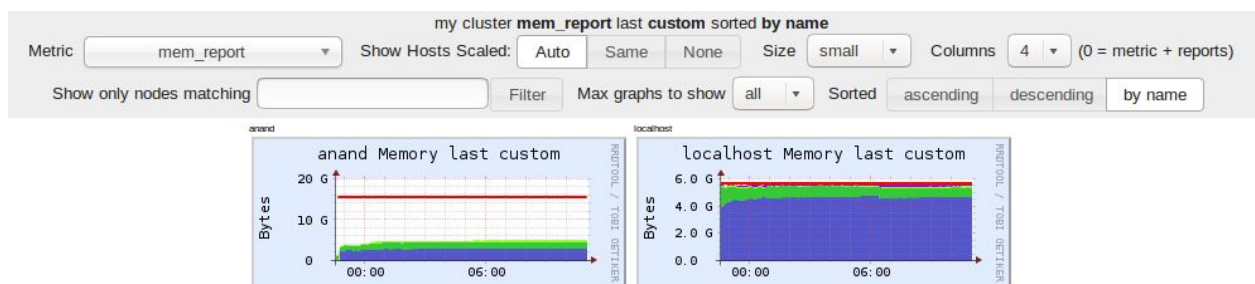 my cluster mem_report last custom sorted by name
Metric mem_report Show Hosts Scaled: Auto Same None Size small Columns 4 (0 = metric + reports)
Show only nodes matching Filter Max graphs to show all Sorted ascending descending by name
anand
anand Memory last custom
Bytes
20 G
10 G
0
00:00 06:00
RRDTOOL / TOBI OETIKER
localhost
localhost Memory last custom
Bytes
6.0 G
4.0 G
2.0 G
0.0
00:00 06:00
RRDTOOL / TOBI OETIKER